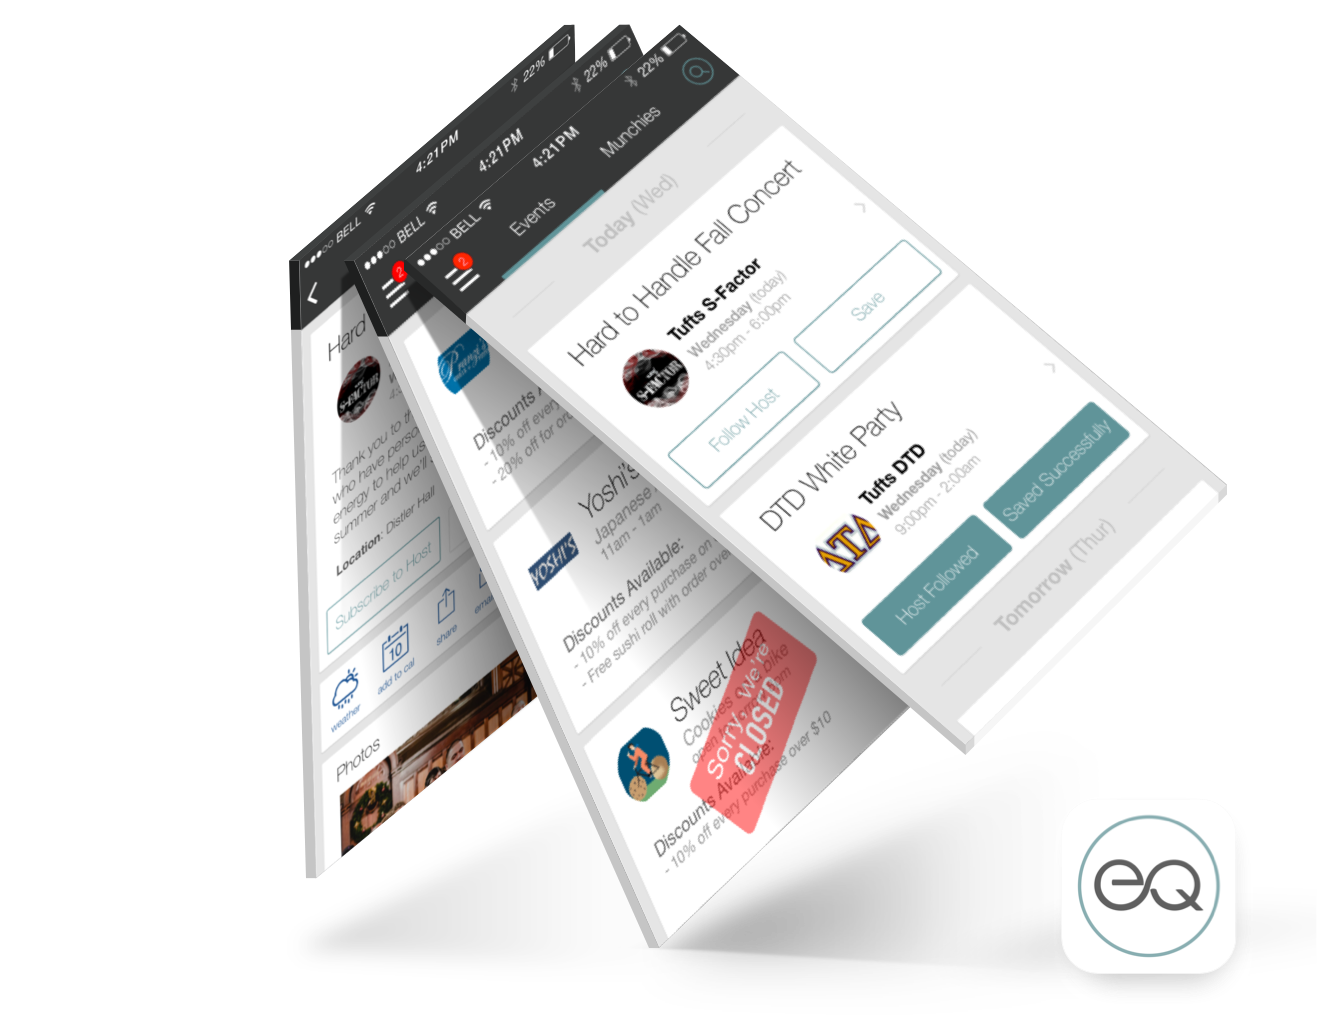 BELL
4:21PM
22%
Hard
Thank you to
who have
energy to help us
summer and we'll
Location: Distler Hall
Subscribe to Host
weather
10
add to cal
share
Photos
BELL
4:21PM
22%
2
Discounts
- 10% off every
- 20% off for
Yoshi's
YOSHI'S
Japanese
11am - 1am
Discounts Available:
- 10% off every purchase on
- Free sushi roll with order over
Sweet Idea
Cookies
bike
open
Discounts Available:
- 10% off every purchase over $10
Sorry, we're
CLOSED
BELL
4:21PM
22%
2
Events
Munchies
Today (Wed)
Hard to Handle Fall Concert
S-FACTOR
Tufts S-Factor
Wednesday (today)
4:30pm - 6:00pm
Follow Host
Save
DTD White Party
ΔTΔ
Tufts DTD
Wednesday (today)
9:00pm - 2:00am
Host Followed
Saved Successfully
Tomorrow (Thur)
eQ